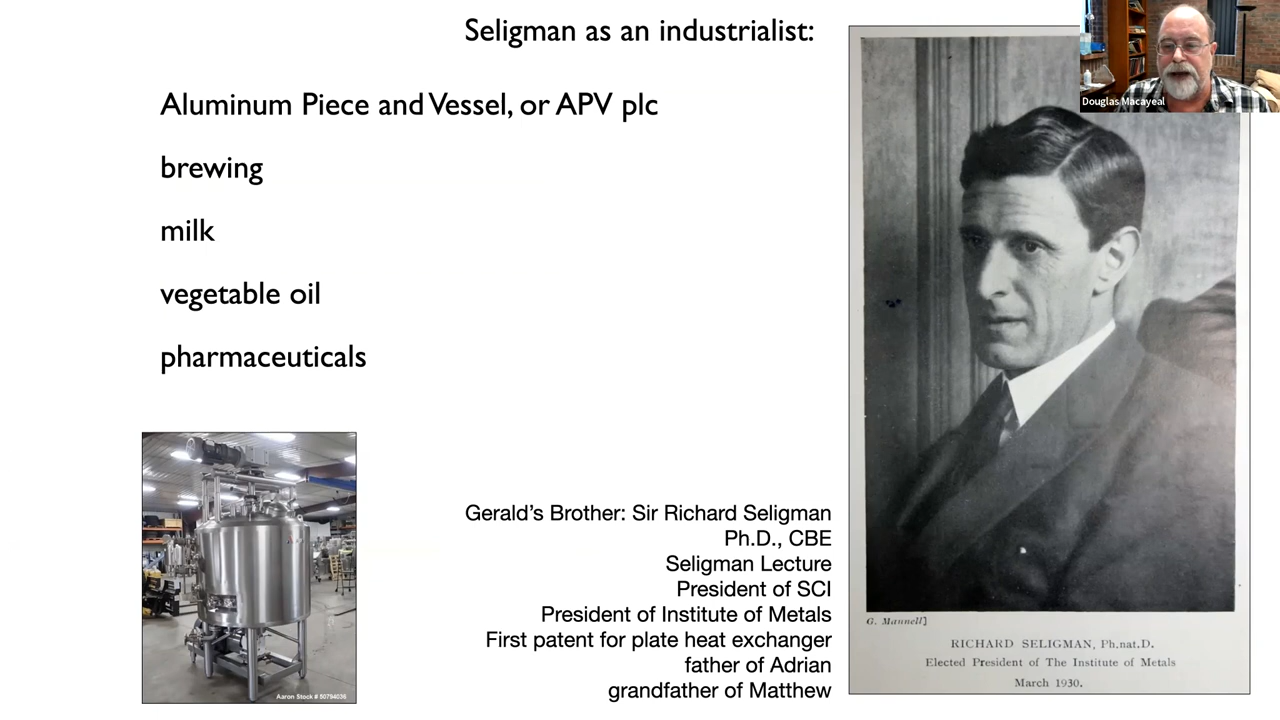 Seligman as an industrialist:
Aluminum Piece and Vessel, or APV plc
brewing
milk
vegetable oil
pharmaceuticals
Aaron Stock # 50794036
Gerald's Brother: Sir Richard Seligman
Ph.D., CBE
Seligman Lecture
President of SCI
President of Institute of Metals
First patent for plate heat exchanger
father of Adrian
grandfather of Matthew
Douglas Macayeal
G. Mannell]
RICHARD SELIGMAN, Ph.nat.D.
Elected President of The Institute of Metals
March 1930.